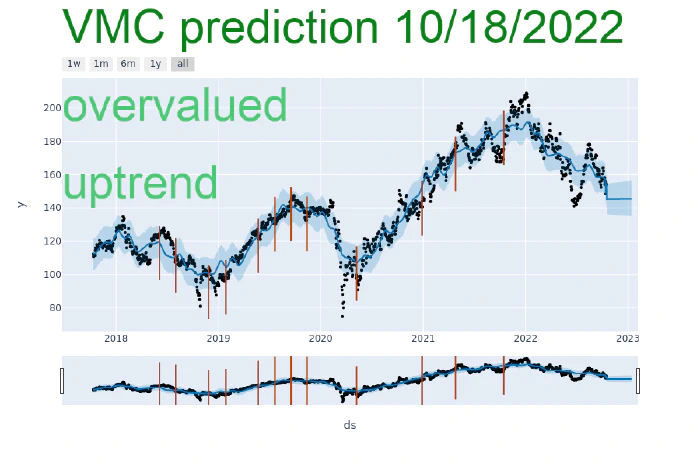 VMC prediction 10/18/2022
1w 1m 6m 1y all
overvalued
uptrend
200
180
160
140
120
100
80
y
2018 2019 2020 2021 2022 2023
ds